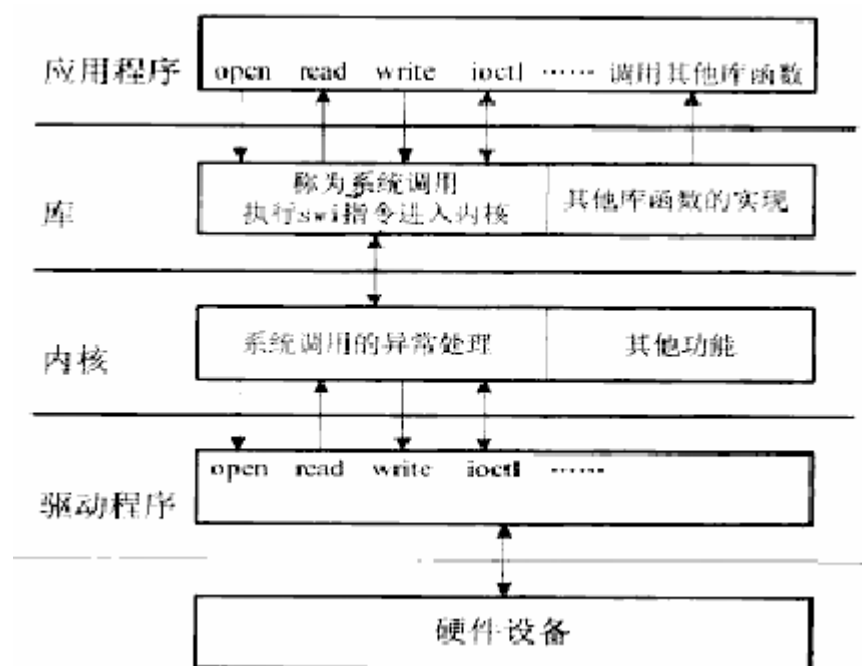 应用程序
open read write ioctl …… 调用其他库函数
库
称为系统调用
执行swi指令进入内核
其他库函数的实现
内核
系统调用的异常处理
其他功能
open read write ioctl ……
驱动程序
硬件设备